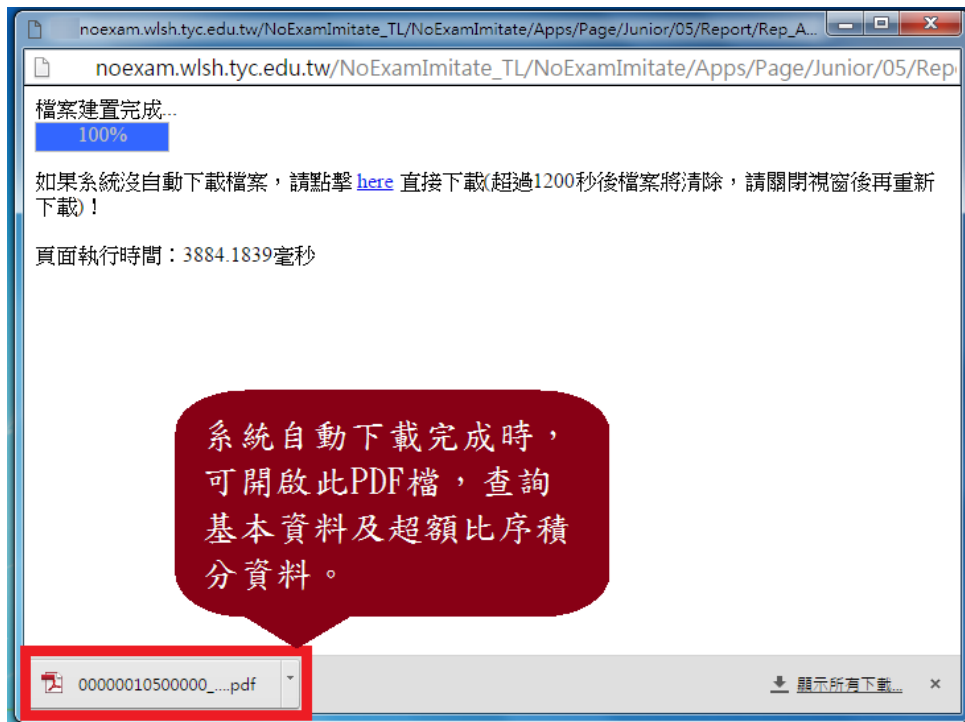 noexam.wlsh.tyc.edu.tw/NoExamImitate_TL/NoExamImitate/Apps/Page/Junior/05/Report/Rep_A...
noexam.wlsh.tyc.edu.tw/NoExamImitate_TL/NoExamImitate/Apps/Page/Junior/05/Rep
檔案建置完成...
100%
如果系統沒自動下載檔案，請點擊 here 直接下載(超過1200秒後檔案將清除，請關閉視窗後再重新
下載)！
頁面執行時間：3884.1839毫秒
系統自動下載完成時，
可開啟此PDF檔，查詢
基本資料及超額比序積
分資料。
00000010500000_....pdf
顯示所有下載...